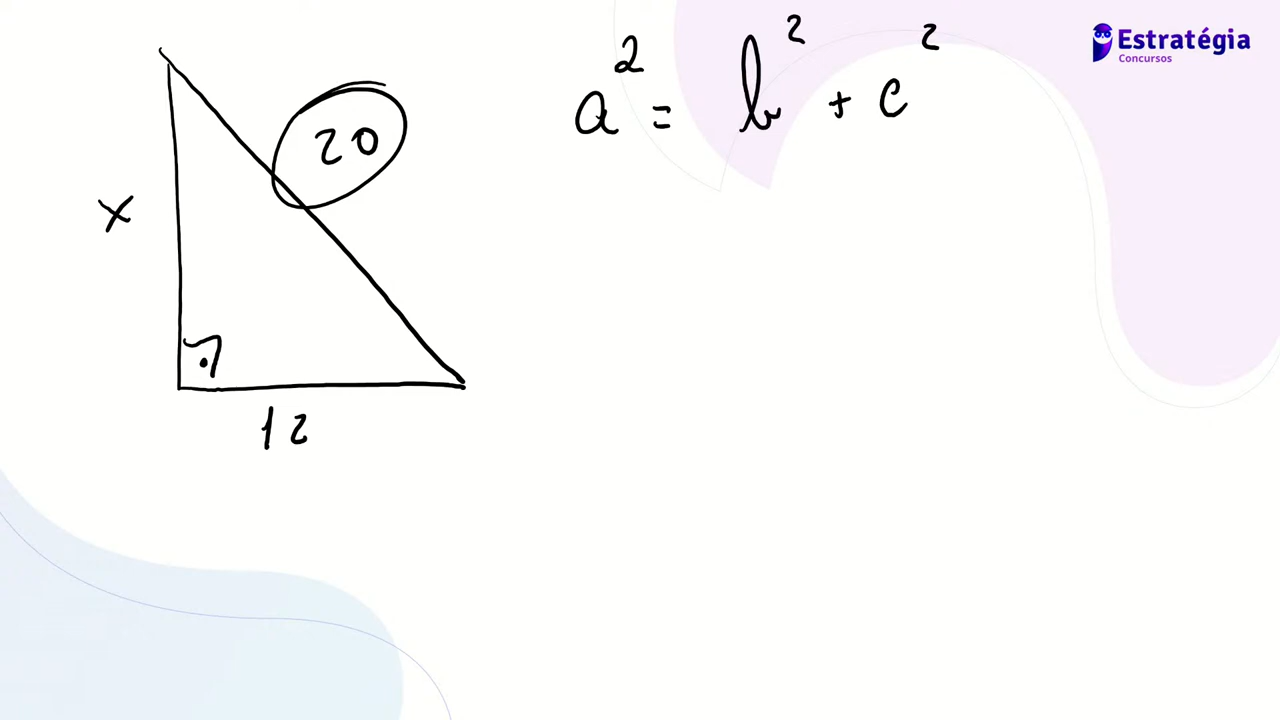 a² = b² + c²
Estratégia
Concursos
20
x
12